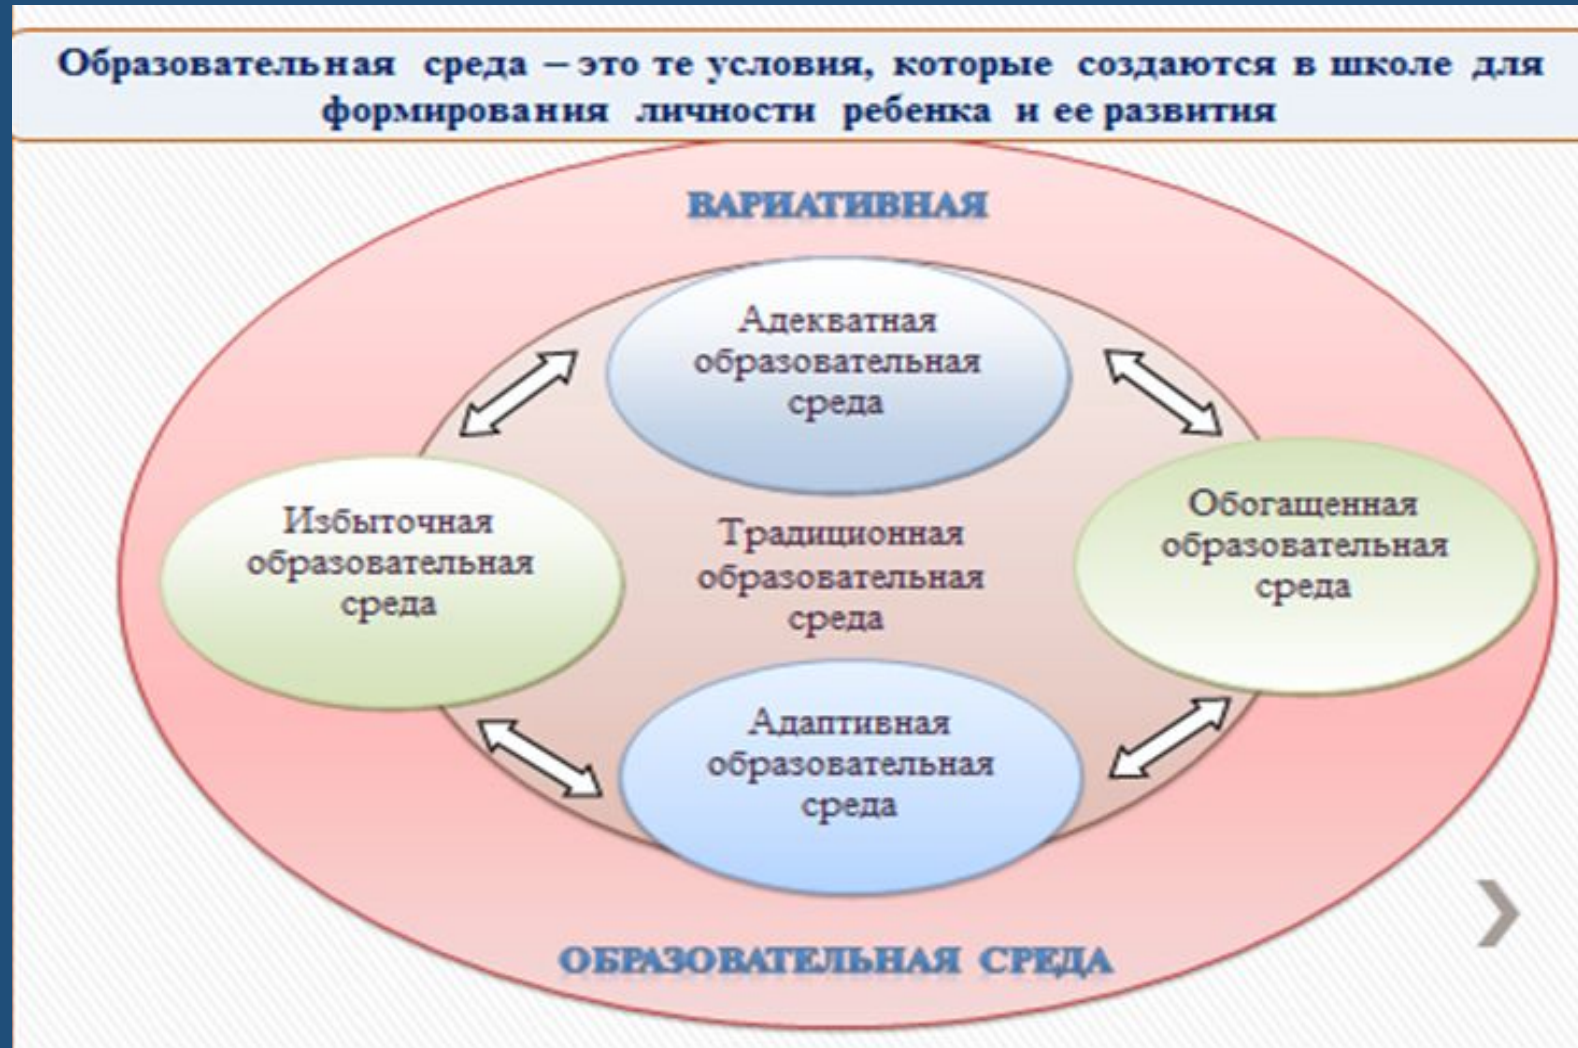 Образовательная среда – это те условия, которые создаются в школе для
формирования личности ребенка и ее развития
ВАРИАТИВНАЯ
Адекватная
образовательная
среда
Избыточная
образовательная
среда
Традиционная
образовательная
среда
Обогащенная
образовательная
среда
Адаптивная
образовательная
среда
ОБРАЗОВАТЕЛЬНАЯ СРЕДА